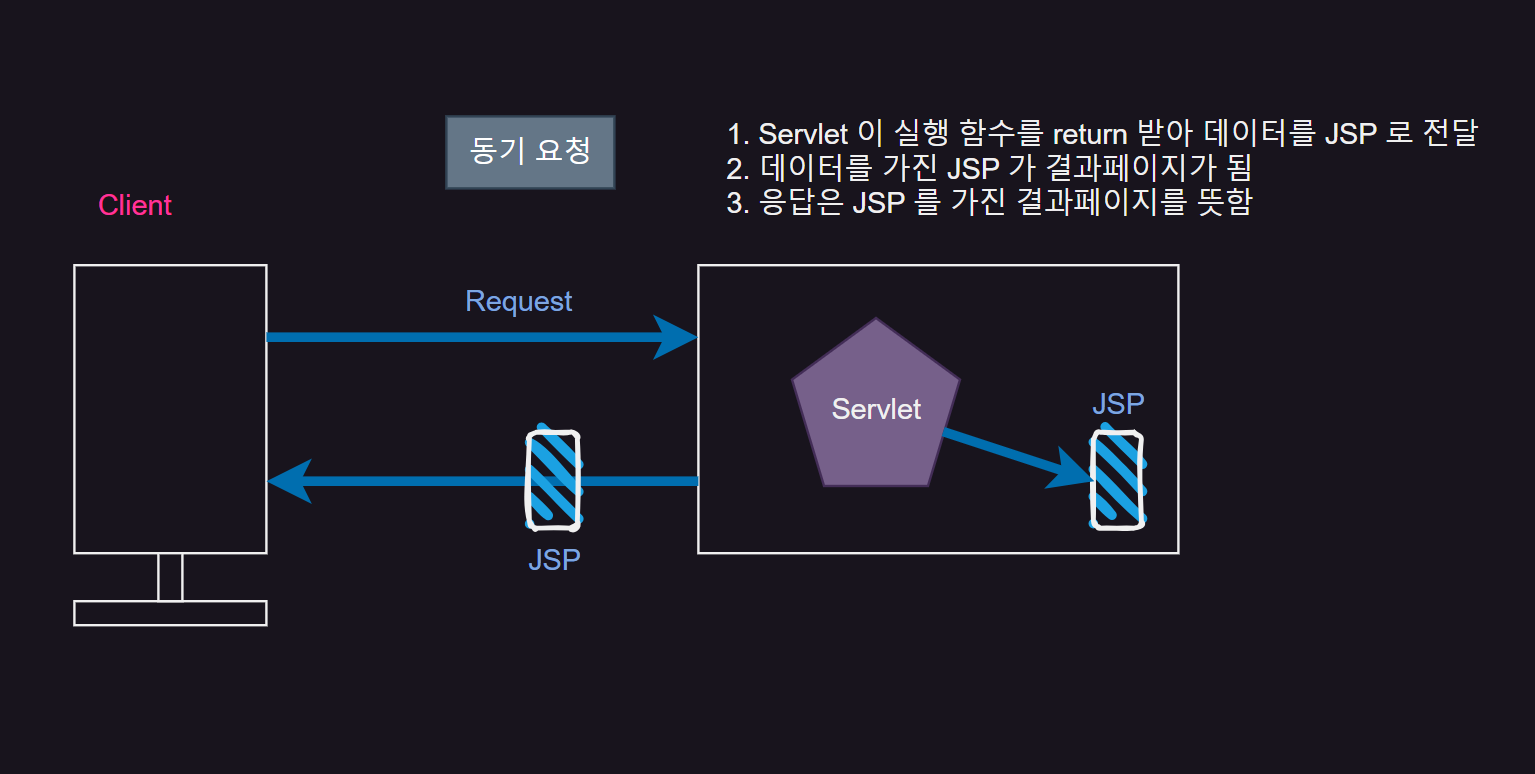 동기 요청
1. Servlet 이 실행 함수를 return 받아 데이터를 JSP 로 전달
2. 데이터를 가진 JSP 가 결과페이지가 됨
3. 응답은 JSP 를 가진 결과페이지를 뜻함
Client
Request
Servlet
JSP
JSP